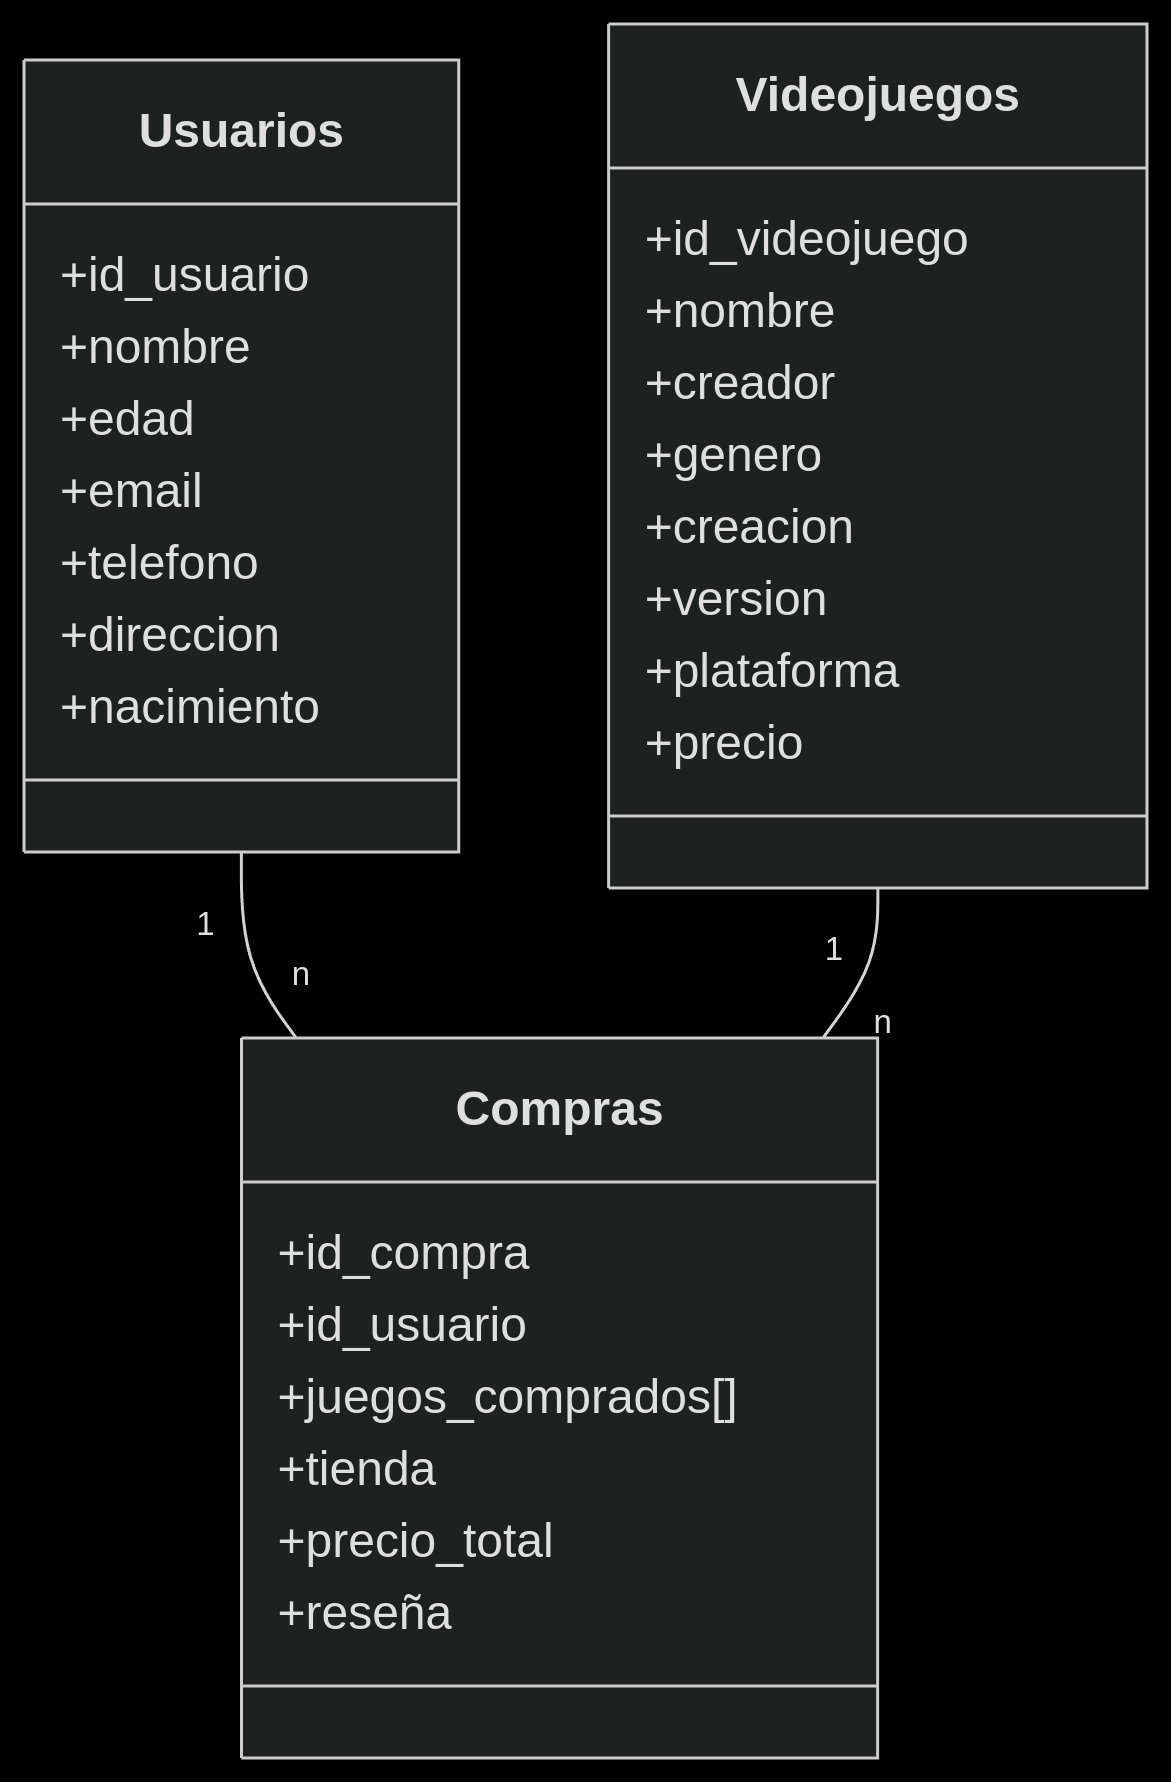 Usuarios
+id_usuario
+nombre
+edad
+email
+telefono
+direccion
+nacimiento
Videojuegos
+id_videojuego
+nombre
+creador
+genero
+creacion
+version
+plataforma
+precio
1
n
1
n
Compras
+id_compra
+id_usuario
+juegos_comprados[]
+tienda
+precio_total
+reseña